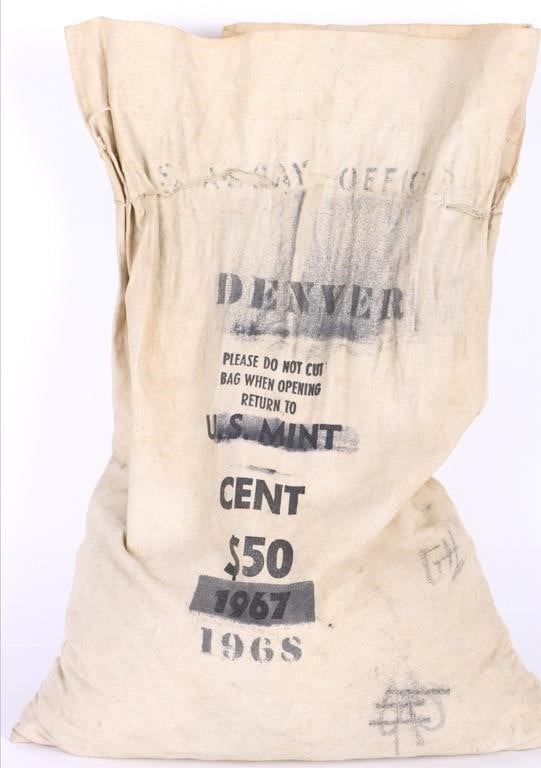 S. ASSAY OFFICE
DENVER
PLEASE DO NOT CUT
BAG WHEN OPENING
RETURN TO
U.S. MINT
CENT
$50
1967
1968